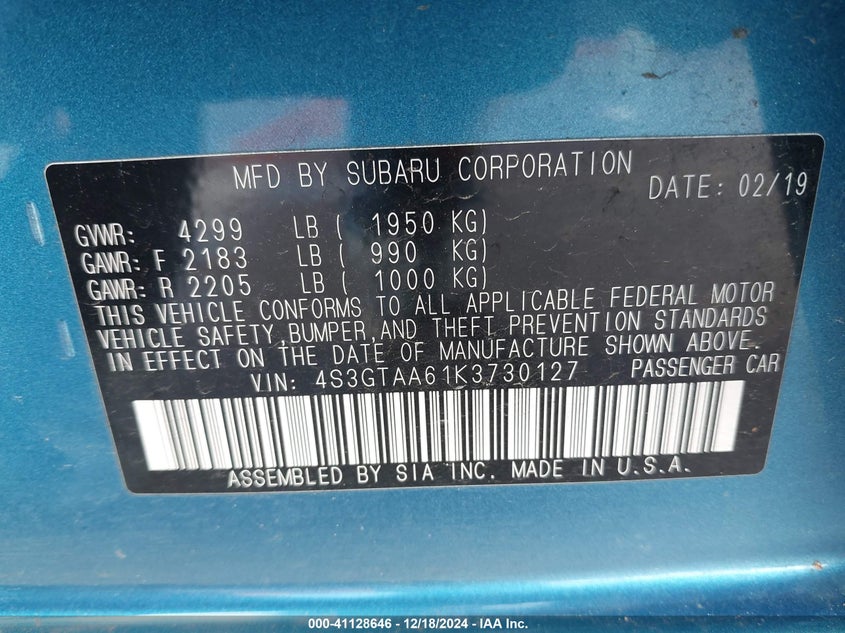 MFD BY SUBARU CORPORATION DATE: 02/19
GVWR: 4299 LB ( 1950 KG)
GAWR: F 2183 LB ( 990 KG)
GAWR: R 2205 LB ( 1000 KG)
THIS VEHICLE CONFORMS TO ALL APPLICABLE FEDERAL MOTOR
VEHICLE SAFETY,BUMPER,AND THEFT PREVENTION STANDARDS
IN EFFECT ON THE DATE OF MANUFACTURE SHOWN ABOVE.
VIN: 4S3GTAA61K3730127 PASSENGER CAR
ASSEMBLED BY SIA INC. MADE IN U.S.A.
000-41128646 - 12/18/2024 - IAA Inc.